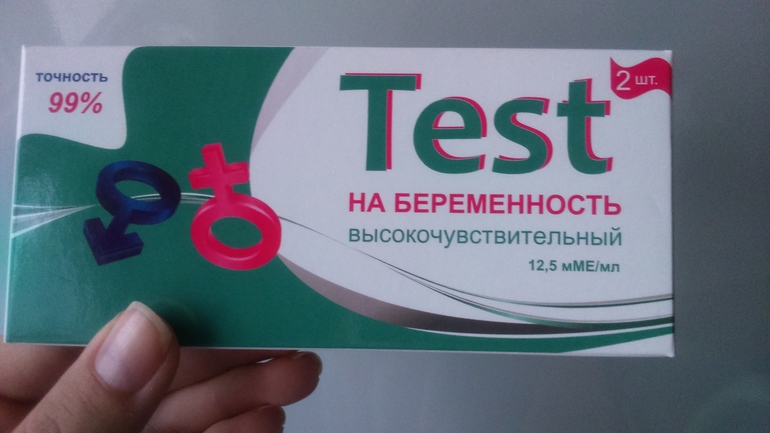 точность
99%
Test
2 шт.
НА БЕРЕМЕННОСТЬ
высокочувствительный
12,5 мМЕ/мл